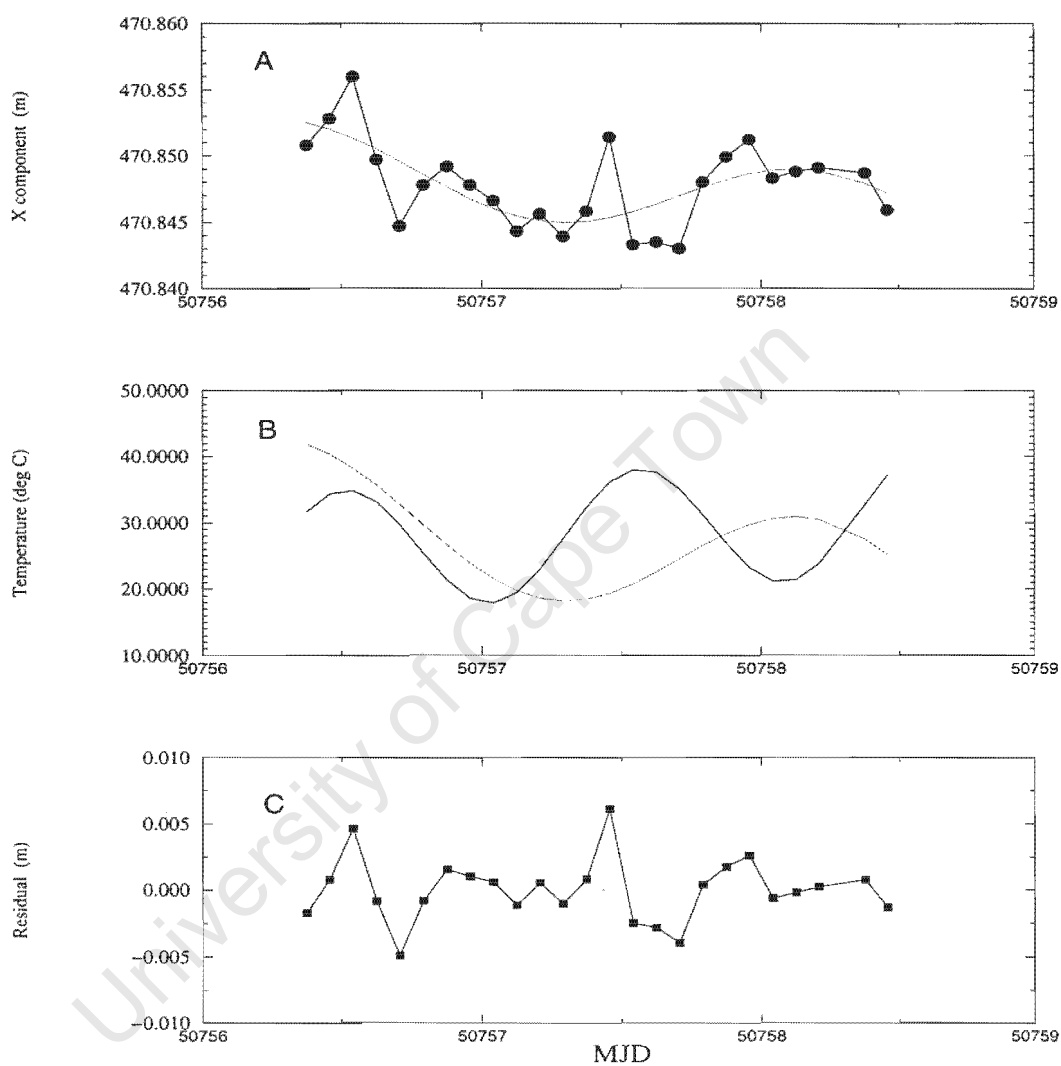 470.860
A
470.855
X component (m)
470.850
470.845
470.840
50756 50757 50758 50759
50.0000
B
40.0000
Temperature (deg C)
30.0000
20.0000
10.0000
50756 50757 50758 50759
0.010
C
0.005
Residual (m)
0.000
−0.005
−0.010
50756 50757 50758 50759
MJD
University of Cape Town